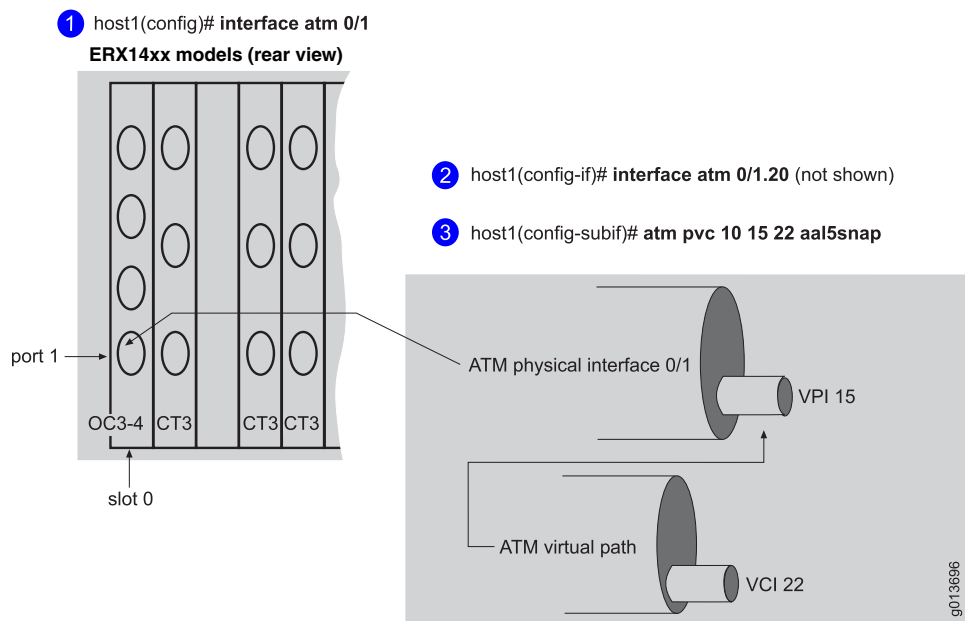 1 host1(config)# interface atm 0/1
ERX14xx models (rear view)
2 host1(config-if)# interface atm 0/1.20 (not shown)
3 host1(config-subif)# atm pvc 10 15 22 aal5snap
port 1
ATM physical interface 0/1
VPI 15
OC3-4 CT3 CT3 CT3
slot 0
ATM virtual path
VCI 22
g013696